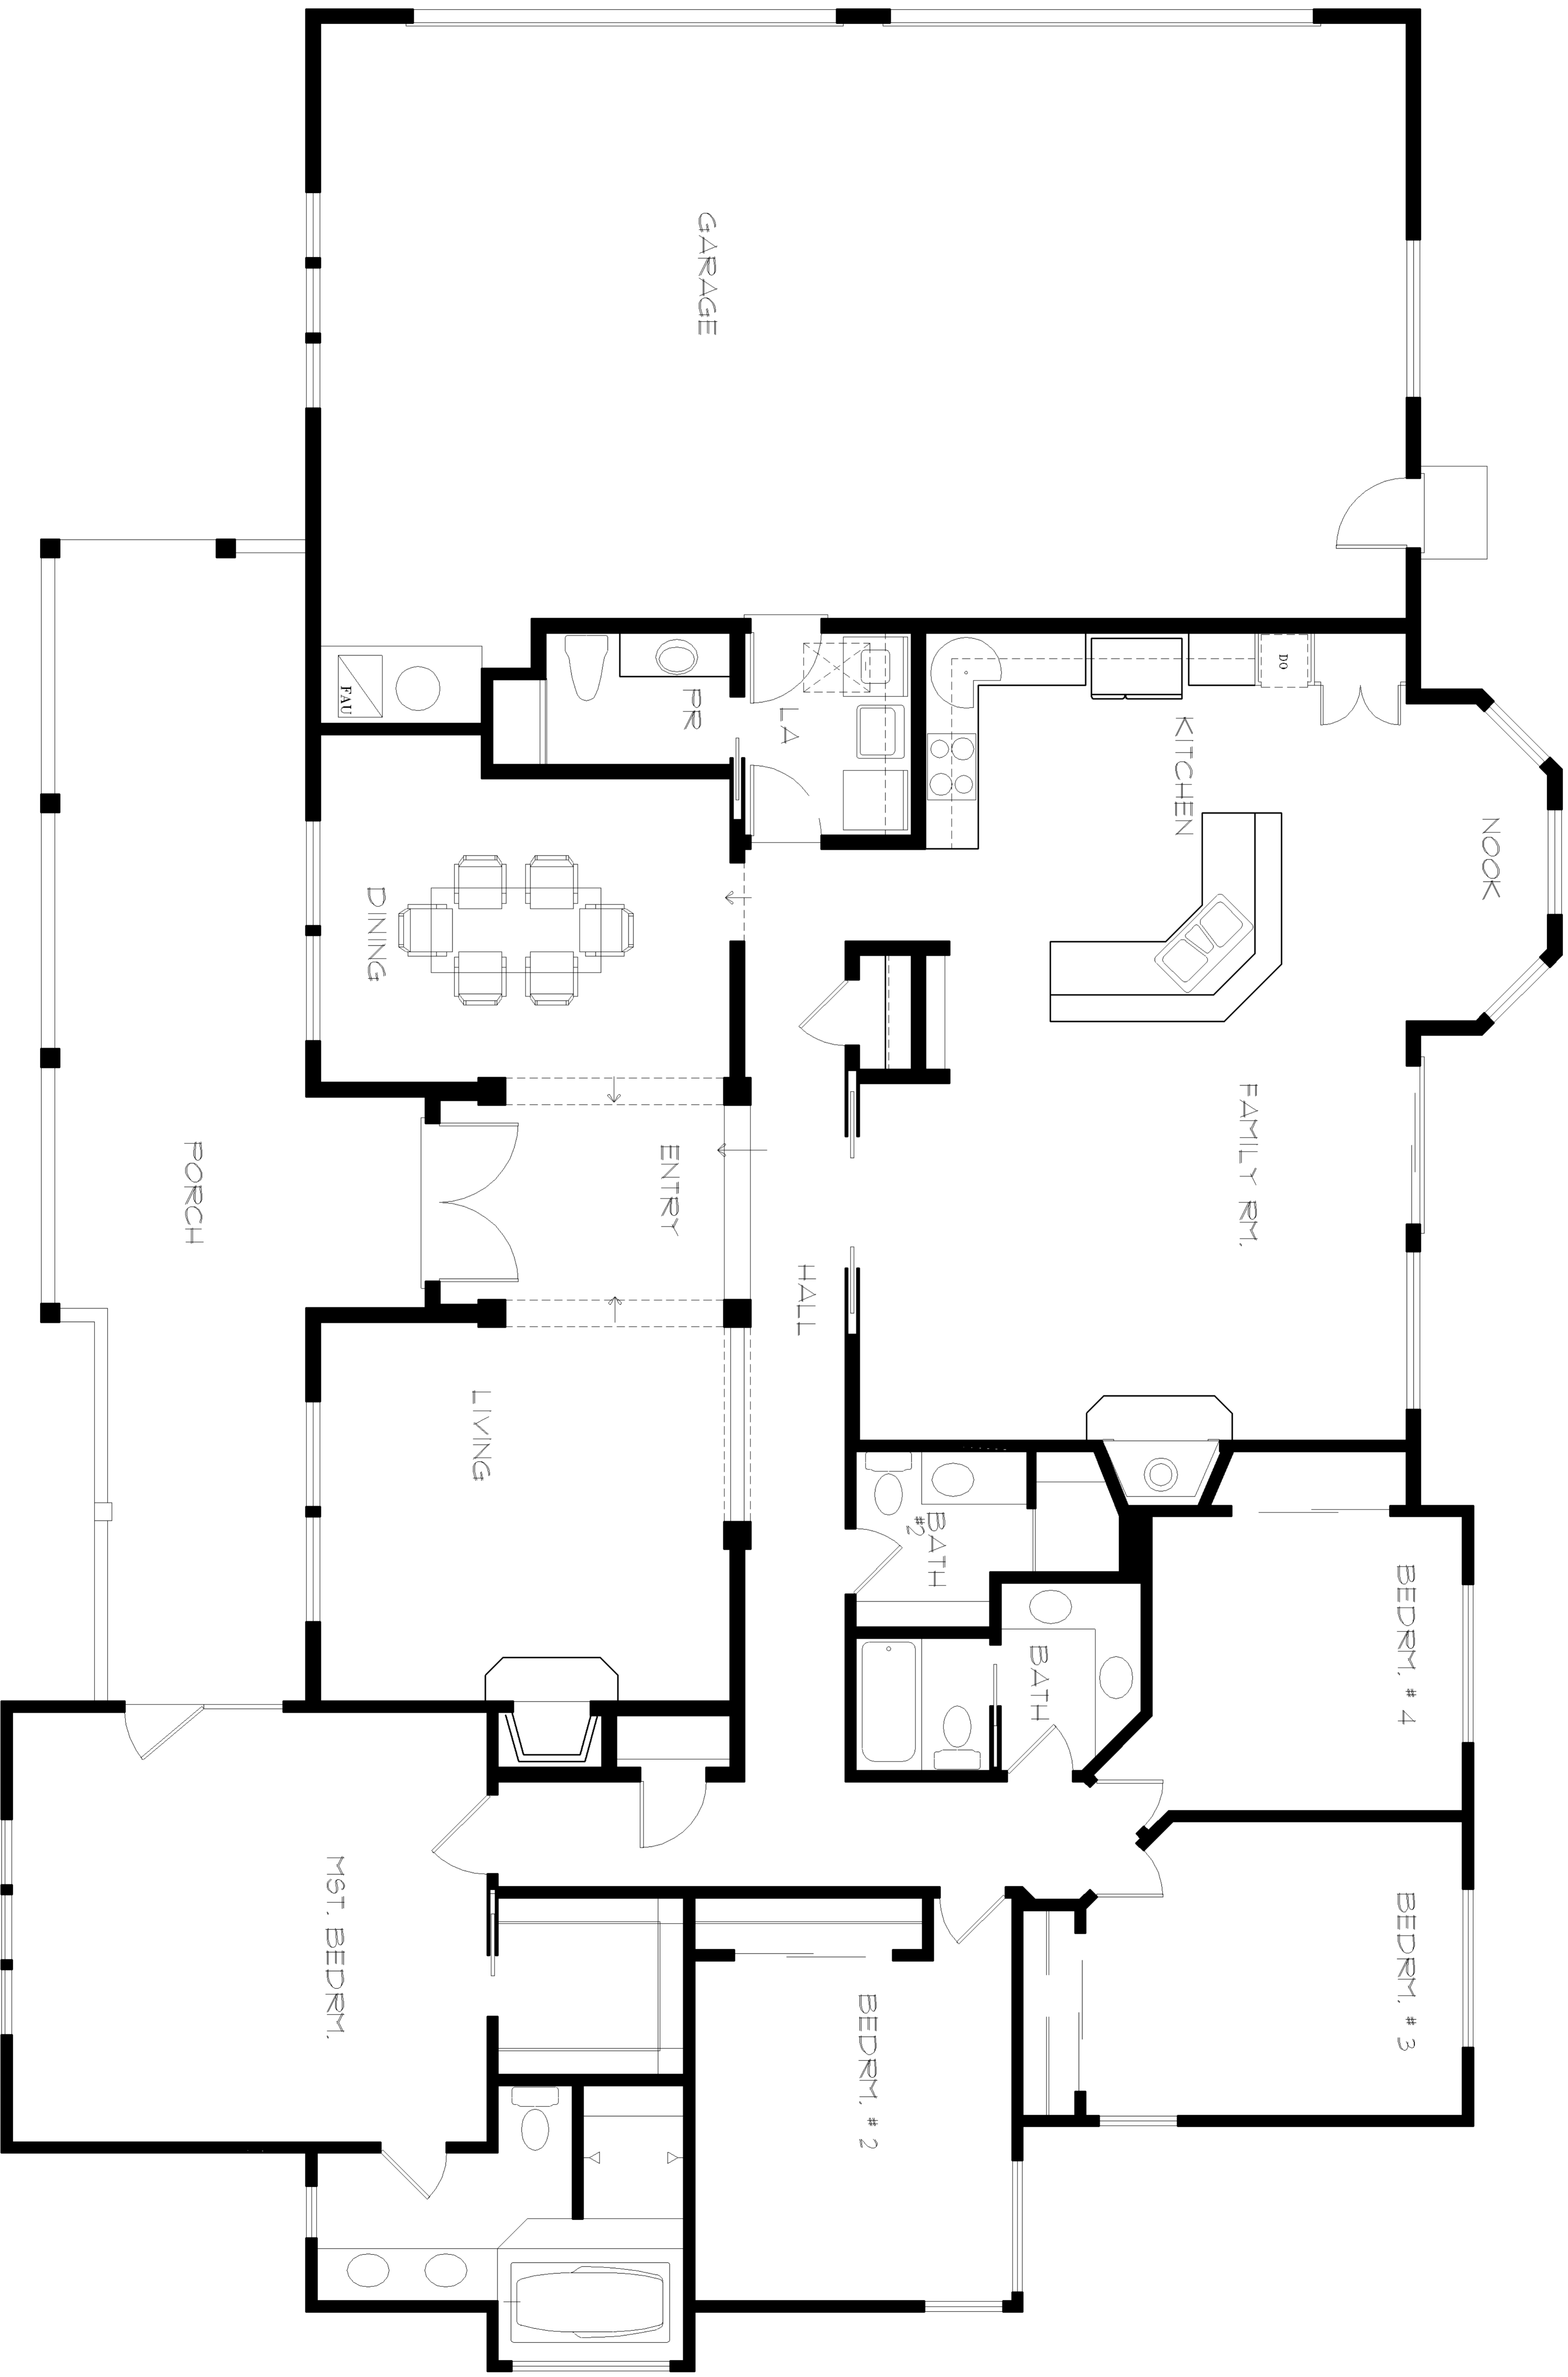 GARAGE
FAU
PR
LA
DO
KITCHEN
NOOK
DINING
PORCH
ENTRY
HALL
FAMILY RM.
LIVING
BATH
#2
BATH
BEDRM. # 4
MST. BEDRM.
BEDRM. # 2
BEDRM. # 3